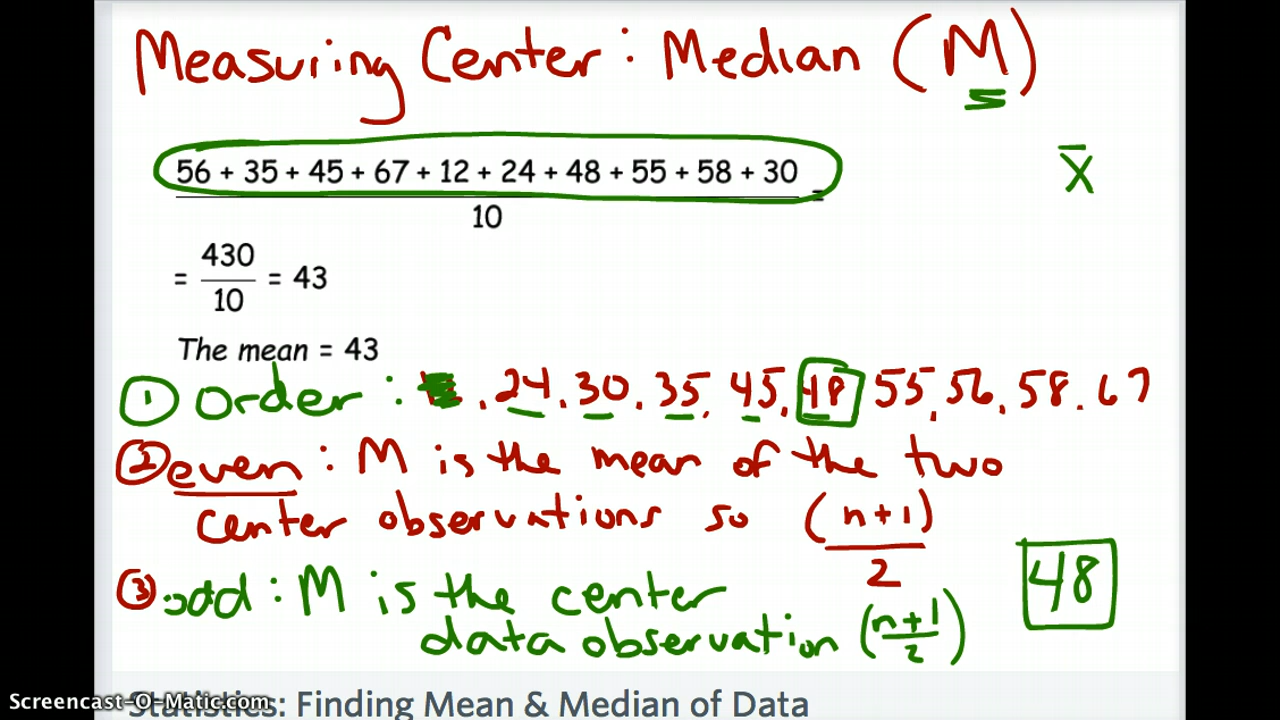 Measuring Center: Median (M)
x̄
56 + 35 + 45 + 67 + 12 + 24 + 48 + 55 + 58 + 30 =
10
= 430/10 = 43
The mean = 43
① order: , 24, 30, 35, 45, 48 55, 56, 58, 67
② even: M is the mean of the two
center observations so (n+1)/2
③ odd: M is the center
data observation (n+1/2)
48
Screencast-O-Matic.com
Statistics: Finding Mean & Median of Data